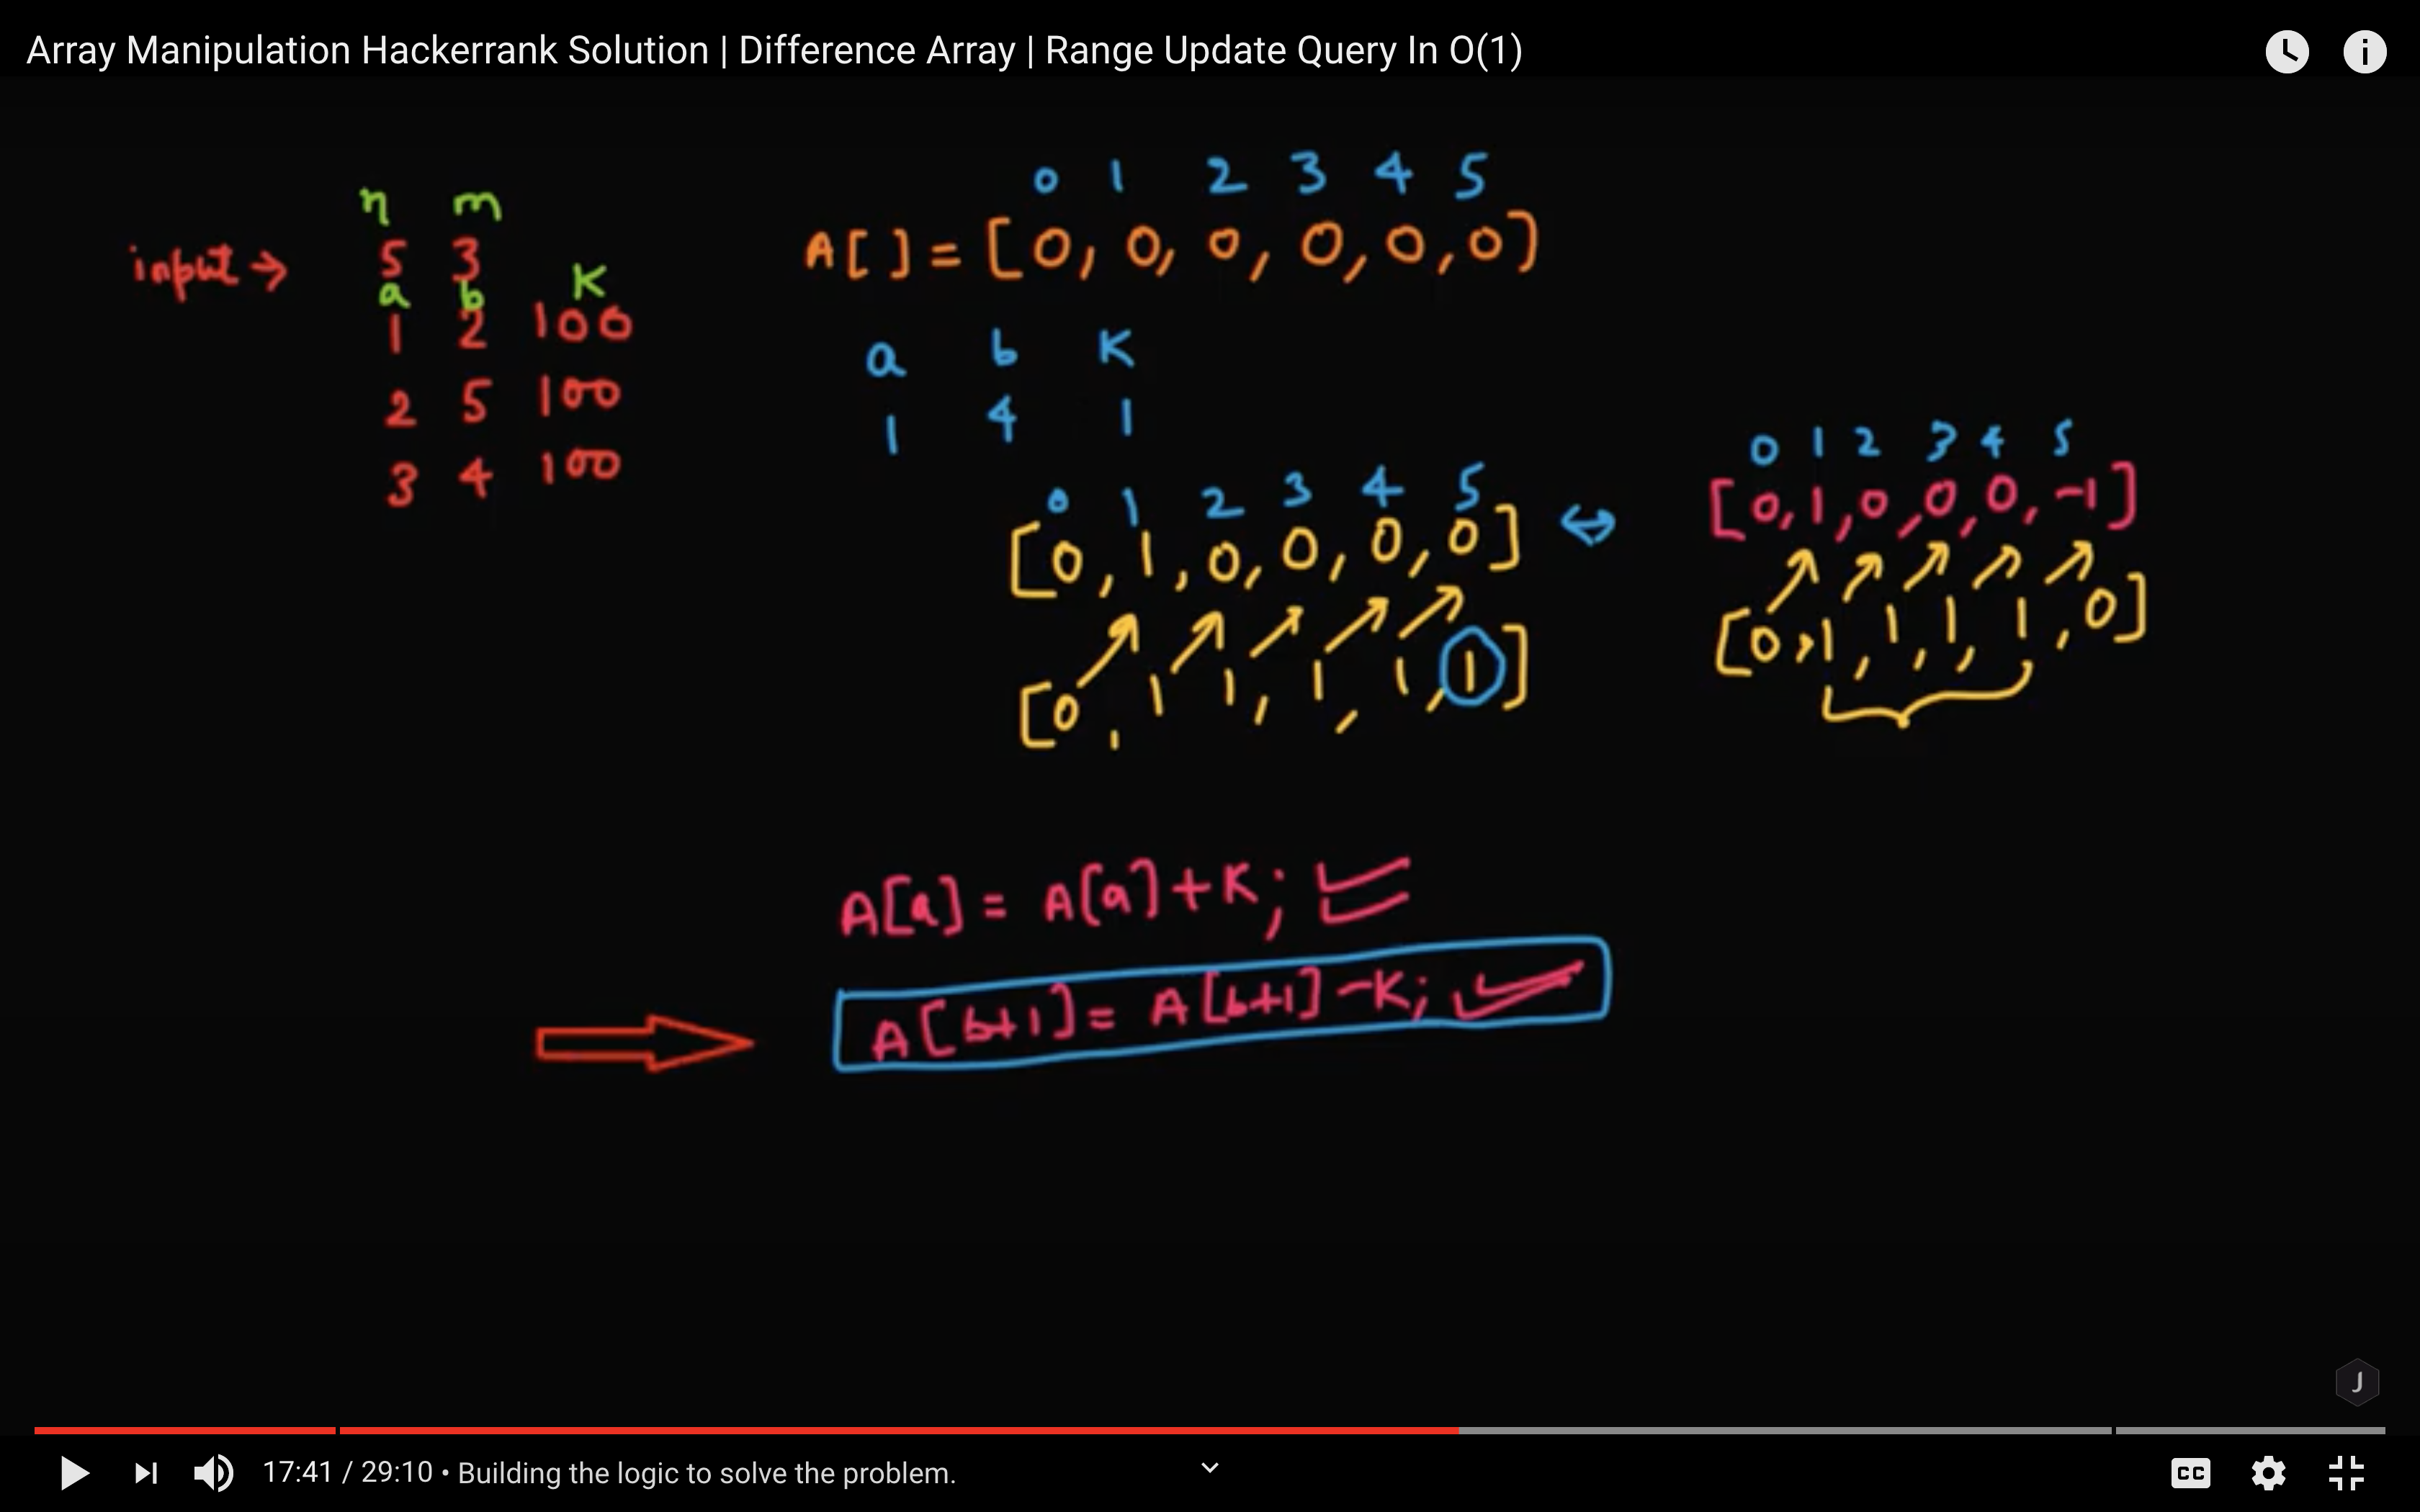 Array Manipulation Hackerrank Solution | Difference Array | Range Update Query In O(1)
n m
input → 5 3
a b K
1 2 100
2 5 100
3 4 100
0 1 2 3 4 5
A[ ] = [0, 0, 0, 0, 0, 0]
a b K
1 4 1
0 1 2 3 4 5
[0, 1, 0, 0, 0, 0] ↔
[0, 1, 1, 1, 1, 1]
0 1 2 3 4 5
[0, 1, 0, 0, 0, -1]
[0, 1, 1, 1, 1, 0]
A[a] = A[a] + K;
A[b+1] = A[b+1] - K;
J
17:41 / 29:10 • Building the logic to solve the problem.
CC